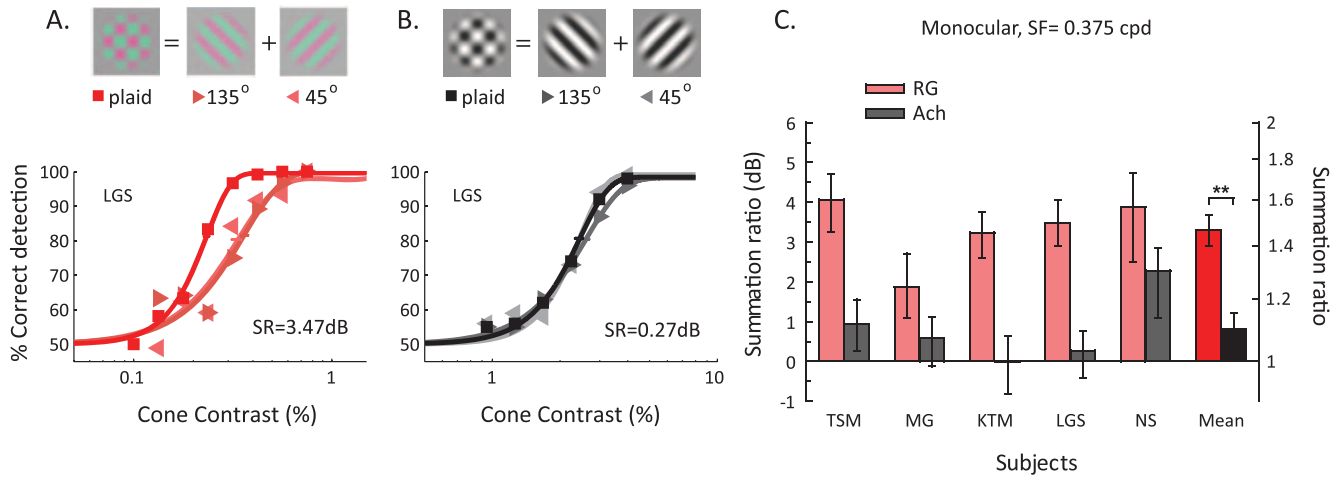 A.
= +
plaid 135° 45°
% Correct detection
100
90
80
70
60
50
LGS
SR=3.47dB
0.1 1
Cone Contrast (%)
B.
= +
plaid 135° 45°
100
90
80
70
60
50
LGS
SR=0.27dB
1 10
Cone Contrast (%)
C.
Monocular, SF= 0.375 cpd
RG
Ach
Summation ratio (dB)
6
5
4
3
2
1
0
-1
**
2
1.8
1.6
1.4
1.2
1
Summation ratio
TSM MG KTM LGS NS Mean
Subjects